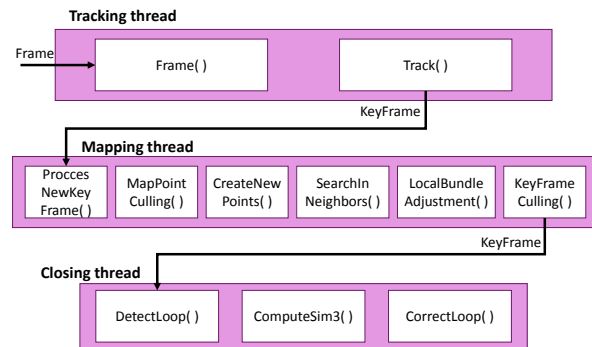 Tracking thread
Frame
Frame( )
Track( )
KeyFrame
Mapping thread
Procces
NewKey
Frame( )
MapPoint
Culling( )
CreateNew
Points( )
SearchIn
Neighbors( )
LocalBundle
Adjustment( )
KeyFrame
Culling( )
KeyFrame
Closing thread
DetectLoop( )
ComputeSim3( )
CorrectLoop( )